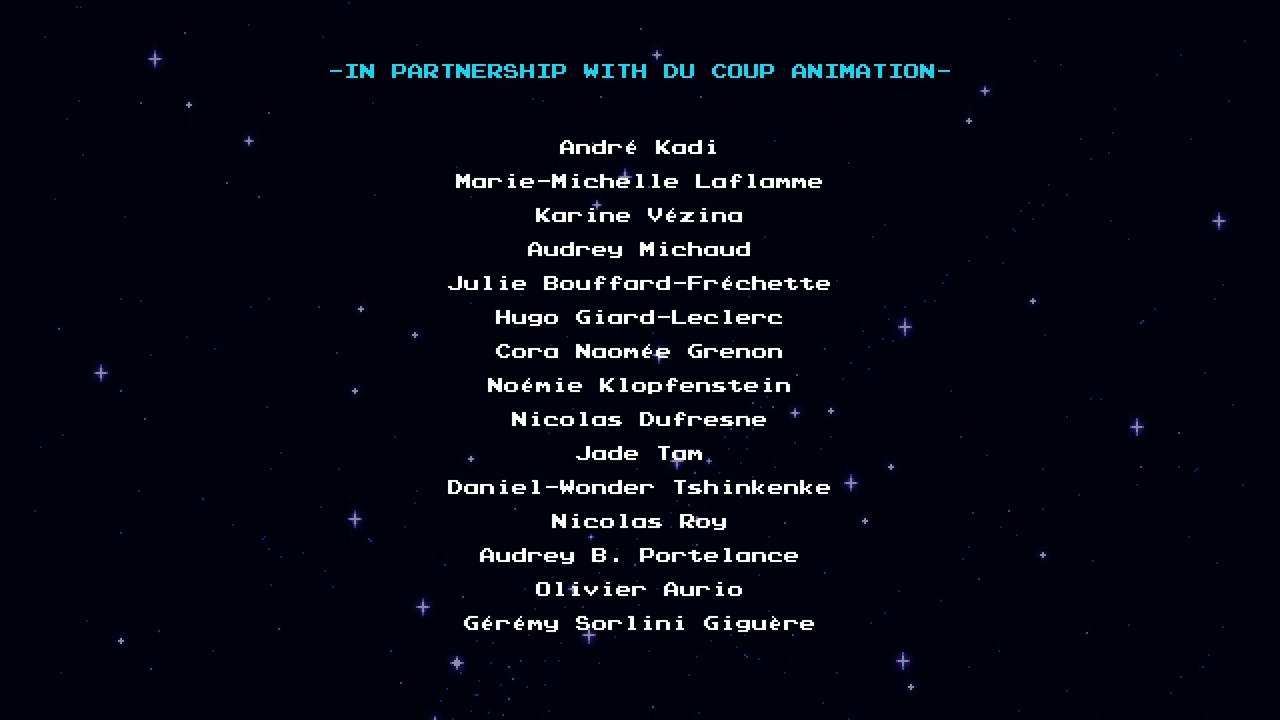 -IN PARTNERSHIP WITH DU COUP ANIMATION-
André Kadi
Marie-Michelle Laflamme
Karine Vézina
Audrey Michaud
Julie Bouffard-Fréchette
Hugo Giard-Leclerc
Cora Naomée Grenon
Noémie Klopfenstein
Nicolas Dufresne
Jade Tam
Daniel-Wonder Tshinkenke
Nicolas Roy
Audrey B. Portelance
Olivier Aurio
Gérémy Sorlini Giguère